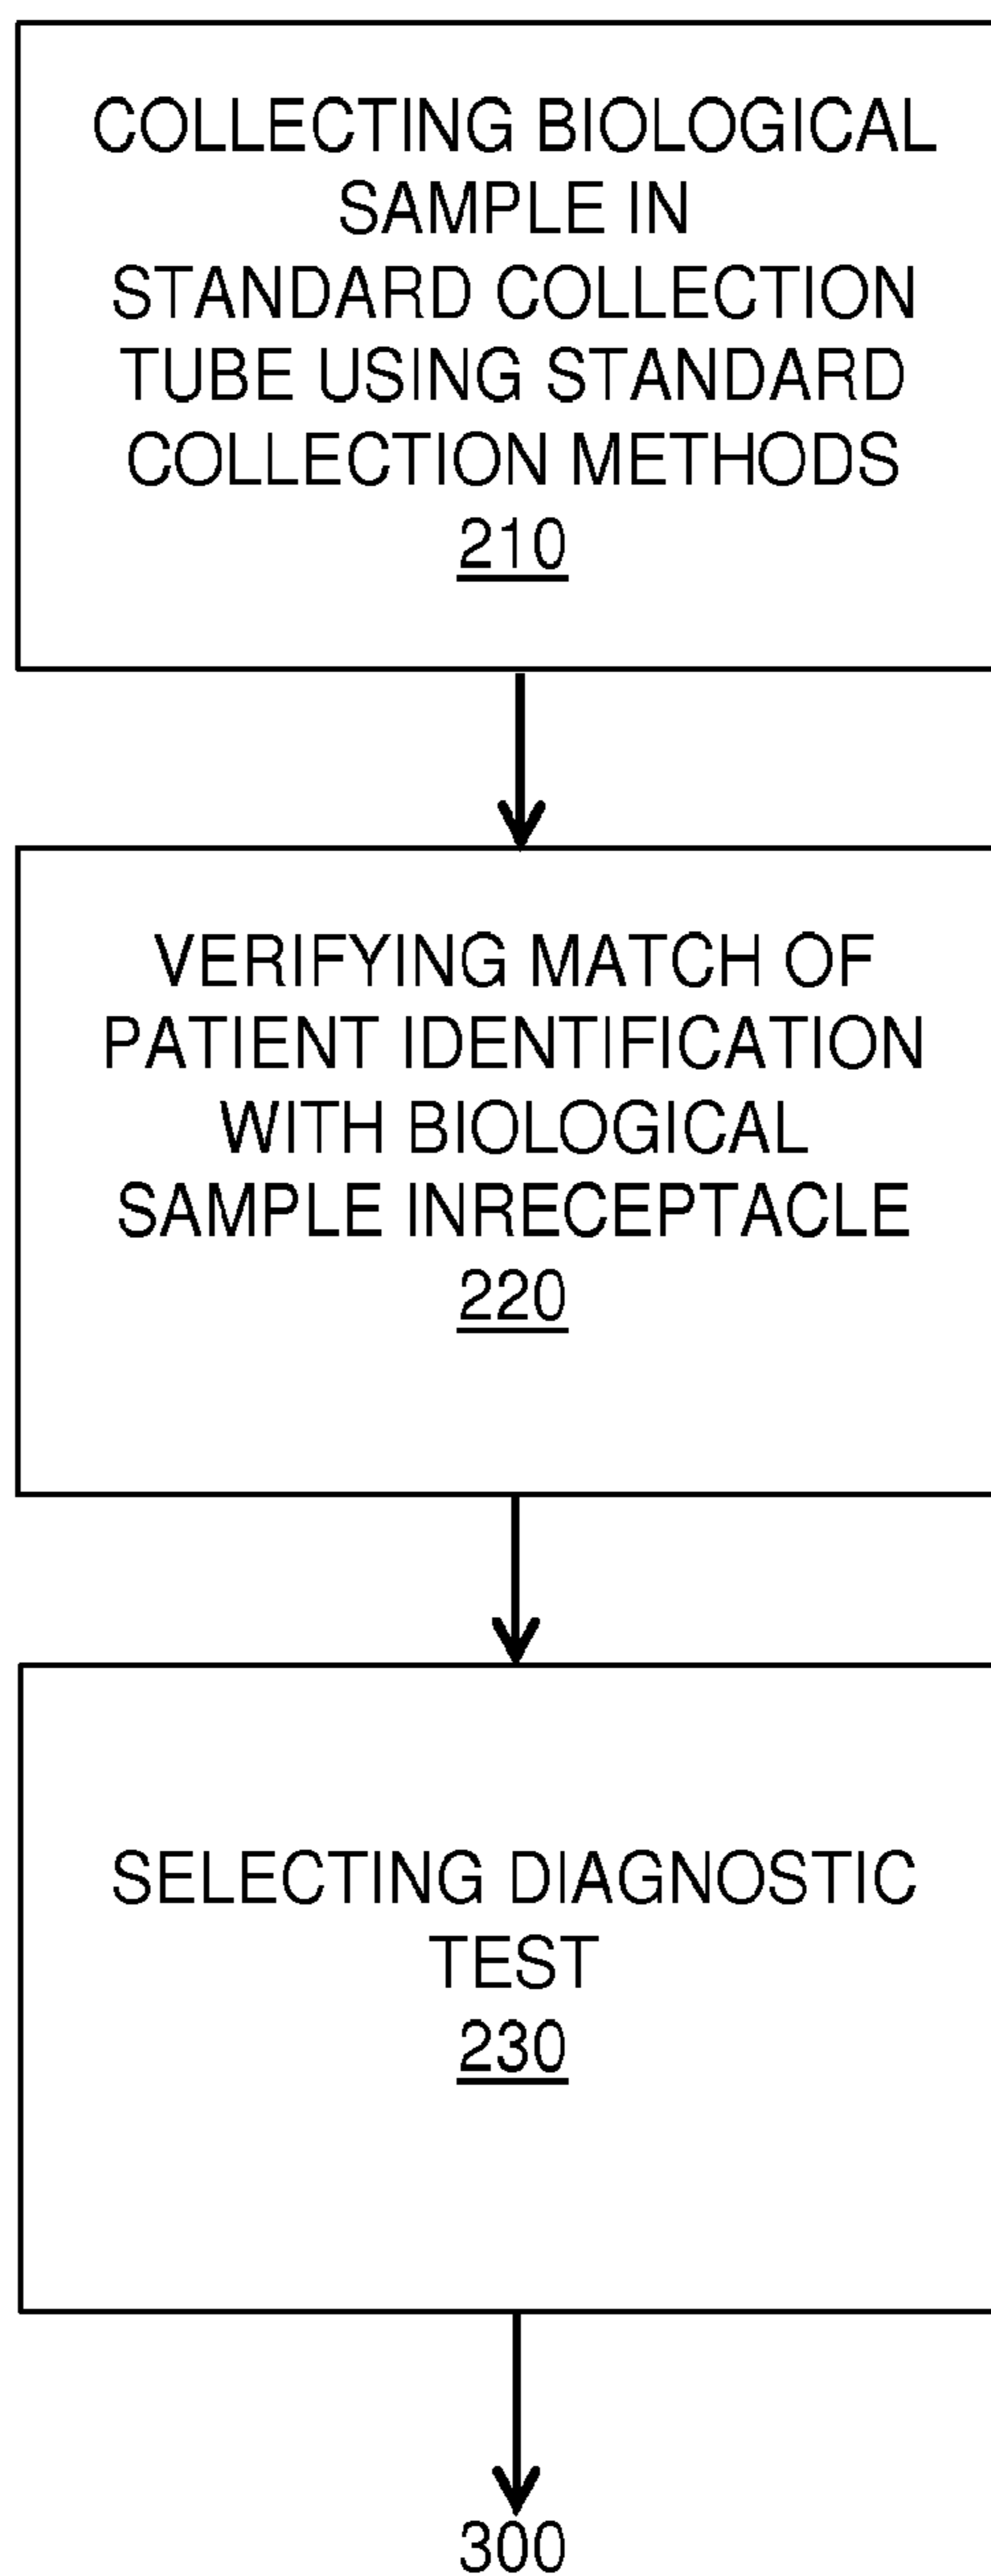 COLLECTING BIOLOGICAL
SAMPLE IN
STANDARD COLLECTION
TUBE USING STANDARD
COLLECTION METHODS
210
VERIFYING MATCH OF
PATIENT IDENTIFICATION
WITH BIOLOGICAL
SAMPLE INRECEPTACLE
220
SELECTING DIAGNOSTIC
TEST
230
300